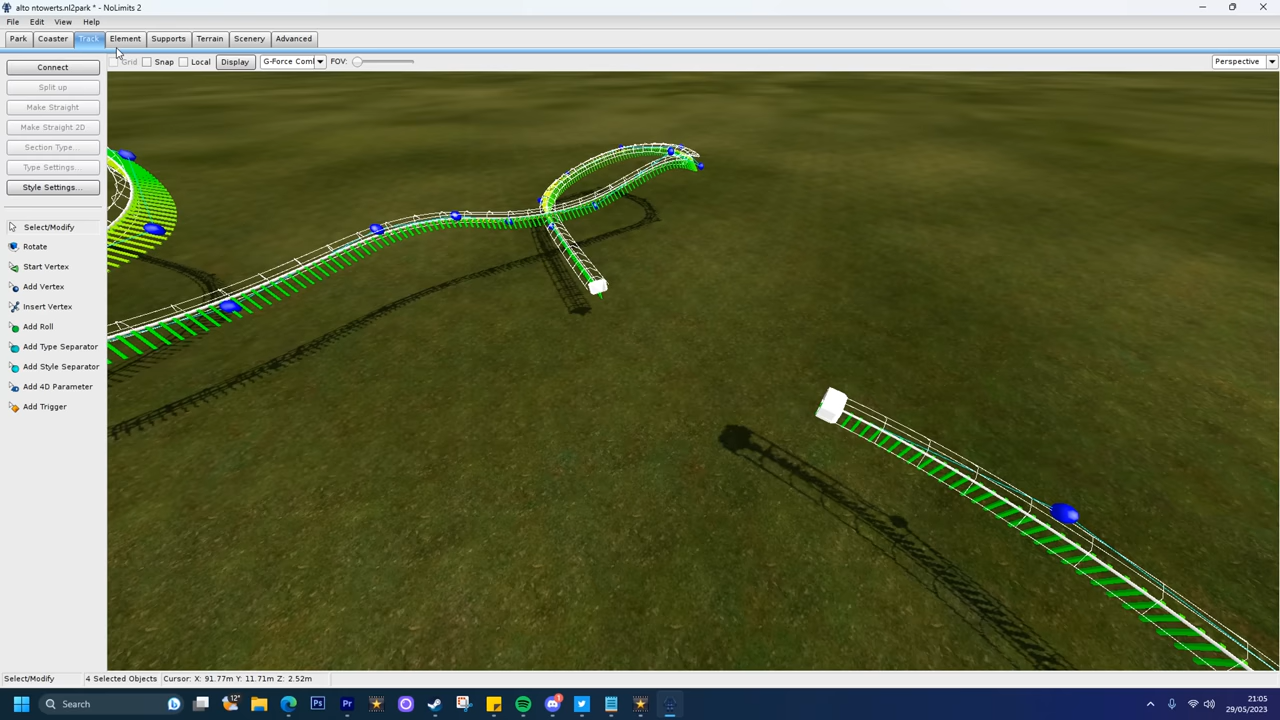 alto ntowerts.nl2park * - NoLimits 2
File Edit View Help
Park Coaster Track Element Supports Terrain Scenery Advanced
Grid Snap Local Display G-Force Com FOV: Perspective
Connect
Split up
Make Straight
Make Straight 2D
Section Type...
Type Settings...
Style Settings...
Select/Modify
Rotate
Start Vertex
Add Vertex
Insert Vertex
Add Roll
Add Type Separator
Add Style Separator
Add 4D Parameter
Add Trigger
Select/Modify 4 Selected Objects Cursor: X: 91.77m Y: 11.71m Z: 2.52m
Search 12° Ps Pr 1 21:05
29/05/2023